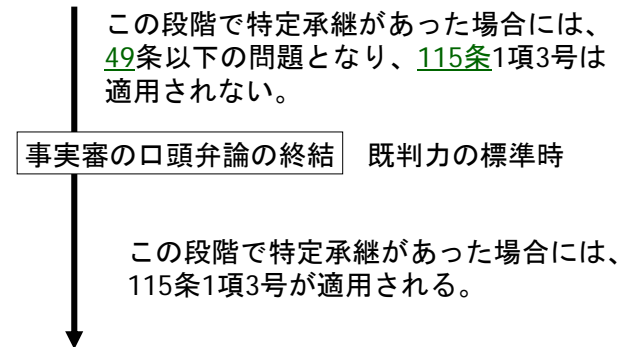 この段階で特定承継があった場合には、
49条以下の問題となり、115条1項3号は
適用されない。
事実審の口頭弁論の終結 既判力の標準時
この段階で特定承継があった場合には、
115条1項3号が適用される。